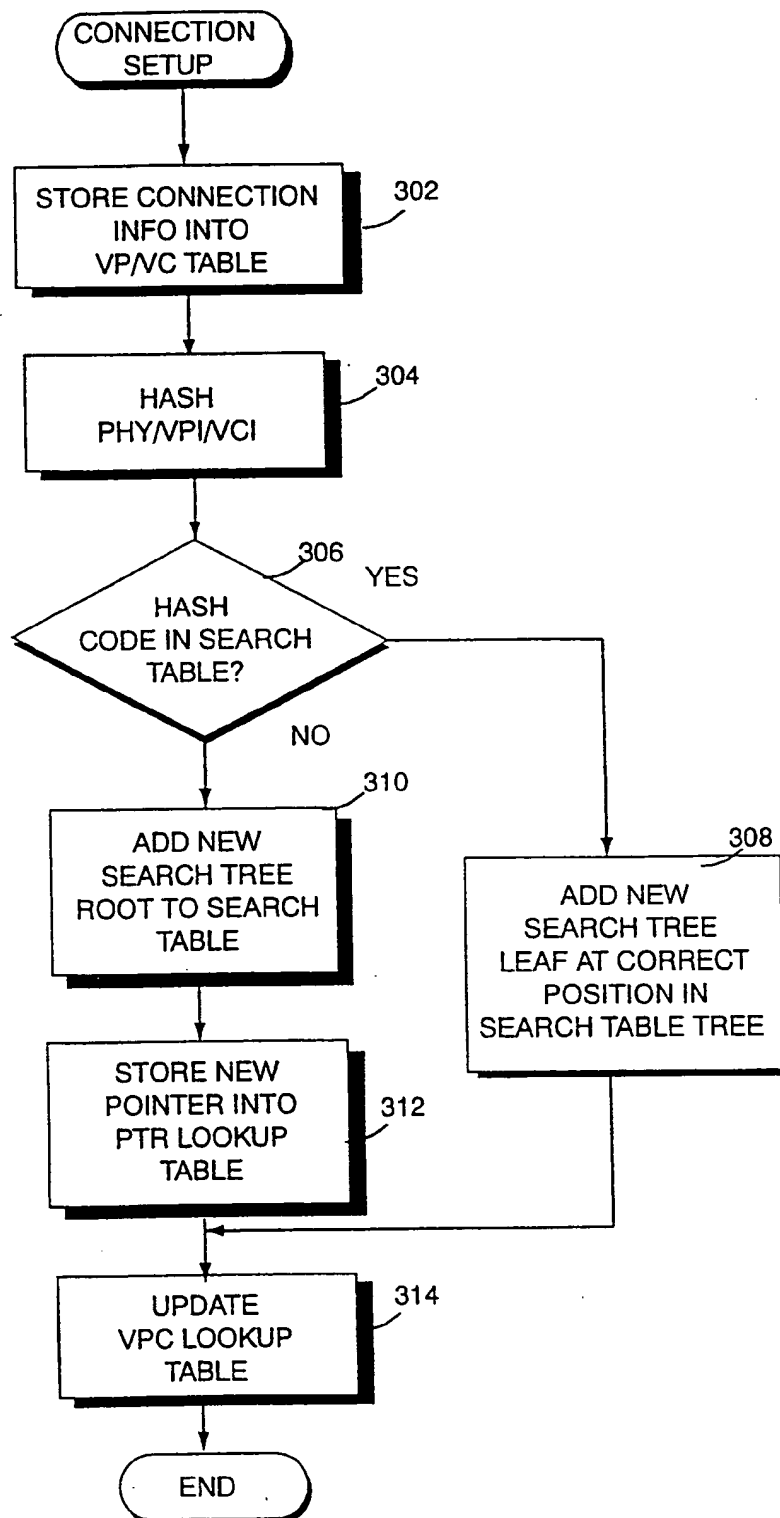 CONNECTION
SETUP
STORE CONNECTION
INFO INTO
VP/VC TABLE
302
HASH
PHY/VPI/VCI
304
306
YES
HASH
CODE IN SEARCH
TABLE?
NO
310
ADD NEW
SEARCH TREE
ROOT TO SEARCH
TABLE
308
ADD NEW
SEARCH TREE
LEAF AT CORRECT
POSITION IN
SEARCH TABLE TREE
STORE NEW
POINTER INTO
PTR LOOKUP
TABLE
312
UPDATE
VPC LOOKUP
TABLE
314
END